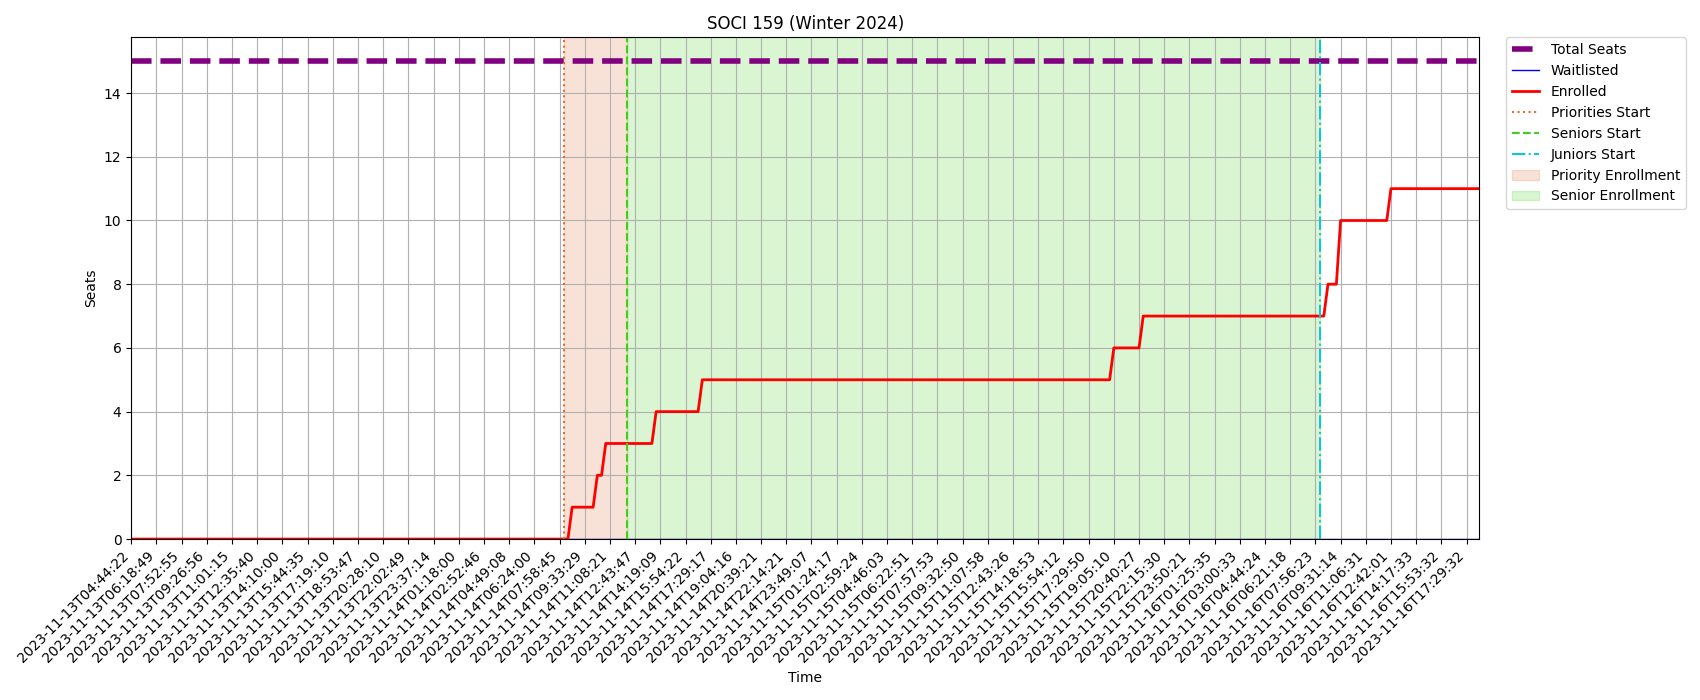 SOCI 159 (Winter 2024)
Total Seats
Waitlisted
Enrolled
Priorities Start
Seniors Start
Juniors Start
Priority Enrollment
Senior Enrollment
Seats
14
12
10
8
6
4
2
0
2023-11-13T04:44:22
2023-11-13T06:18:49
2023-11-13T07:52:55
2023-11-13T09:26:56
2023-11-13T11:01:15
2023-11-13T12:35:40
2023-11-13T14:10:00
2023-11-13T15:44:35
2023-11-13T17:19:10
2023-11-13T18:53:47
2023-11-13T20:28:10
2023-11-13T22:02:49
2023-11-13T23:37:14
2023-11-14T01:18:00
2023-11-14T02:52:46
2023-11-14T04:49:08
2023-11-14T06:24:00
2023-11-14T07:58:45
2023-11-14T09:33:29
2023-11-14T11:08:21
2023-11-14T12:43:47
2023-11-14T14:19:09
2023-11-14T15:54:22
2023-11-14T17:29:17
2023-11-14T19:04:16
2023-11-14T20:39:21
2023-11-14T22:14:21
2023-11-14T23:49:07
2023-11-15T01:24:17
2023-11-15T02:59:24
2023-11-15T04:46:03
2023-11-15T06:22:51
2023-11-15T07:57:53
2023-11-15T09:32:50
2023-11-15T11:07:58
2023-11-15T12:43:26
2023-11-15T14:18:53
2023-11-15T15:54:12
2023-11-15T17:29:50
2023-11-15T19:05:10
2023-11-15T20:40:27
2023-11-15T22:15:30
2023-11-15T23:50:21
2023-11-16T01:25:35
2023-11-16T03:00:33
2023-11-16T04:44:24
2023-11-16T06:21:18
2023-11-16T07:56:23
2023-11-16T09:31:14
2023-11-16T11:06:31
2023-11-16T12:42:01
2023-11-16T14:17:33
2023-11-16T15:53:32
2023-11-16T17:29:32
Time